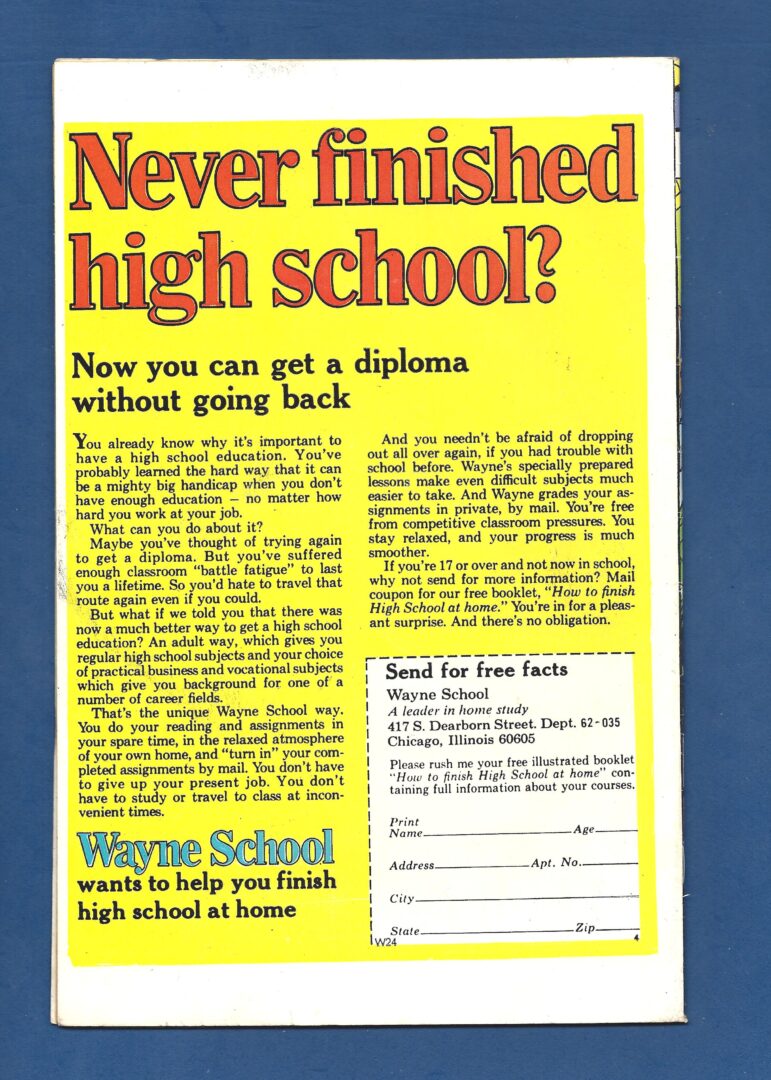 Never finished
high school?
Now you can get a diploma
without going back
You already know why it's important to
have a high school education. You've
probably learned the hard way that it can
be a mighty big handicap when you don't
have enough education – no matter how
hard you work at your job.
What can you do about it?
Maybe you've thought of trying again
to get a diploma. But you've suffered
enough classroom "battle fatigue" to last
you a lifetime. So you'd hate to travel that
route again even if you could.
But what if we told you that there was
now a much better way to get a high school
education? An adult way, which gives you
regular high school subjects and your choice
of practical business and vocational subjects
which give you background for one of a
number of career fields.
That's the unique Wayne School way.
You do your reading and assignments in
your spare time, in the relaxed atmosphere
of your own home, and "turn in" your com-
pleted assignments by mail. You don't have
to give up your present job. You don't
have to study or travel to class at incon-
venient times.
Wayne School
wants to help you finish
high school at home
And you needn't be afraid of dropping
out all over again, if you had trouble with
school before. Wayne's specially prepared
lessons make even difficult subjects much
easier to take. And Wayne grades your as-
signments in private, by mail. You're free
from competitive classroom pressures. You
stay relaxed, and your progress is much
smoother.
If you're 17 or over and not now in school,
why not send for more information? Mail
coupon for our free booklet, "How to finish
High School at home." You're in for a pleas-
ant surprise. And there's no obligation.
Send for free facts
Wayne School
A leader in home study
417 S. Dearborn Street. Dept. 62-035
Chicago, Illinois 60605
Please rush me your free illustrated booklet
"How to finish High School at home" con-
taining full information about your courses.
Print
Name Age
Address Apt. No.
City
State Zip
W24 4